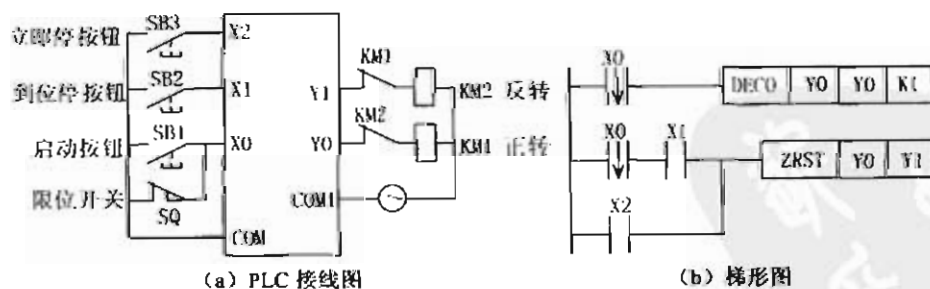 立即停按钮 SB3 X2
到位停按钮 SB2 X1
启动按钮 SB1 X0
限位开关 SQ
COM
KM1
Y1 KM2 反转
KM2
Y0 KM1 正转
COM1
(a) PLC 接线图
X0
DECO Y0 Y0 K1
X0 X1
ZRST Y0 Y1
X2
(b) 梯形图